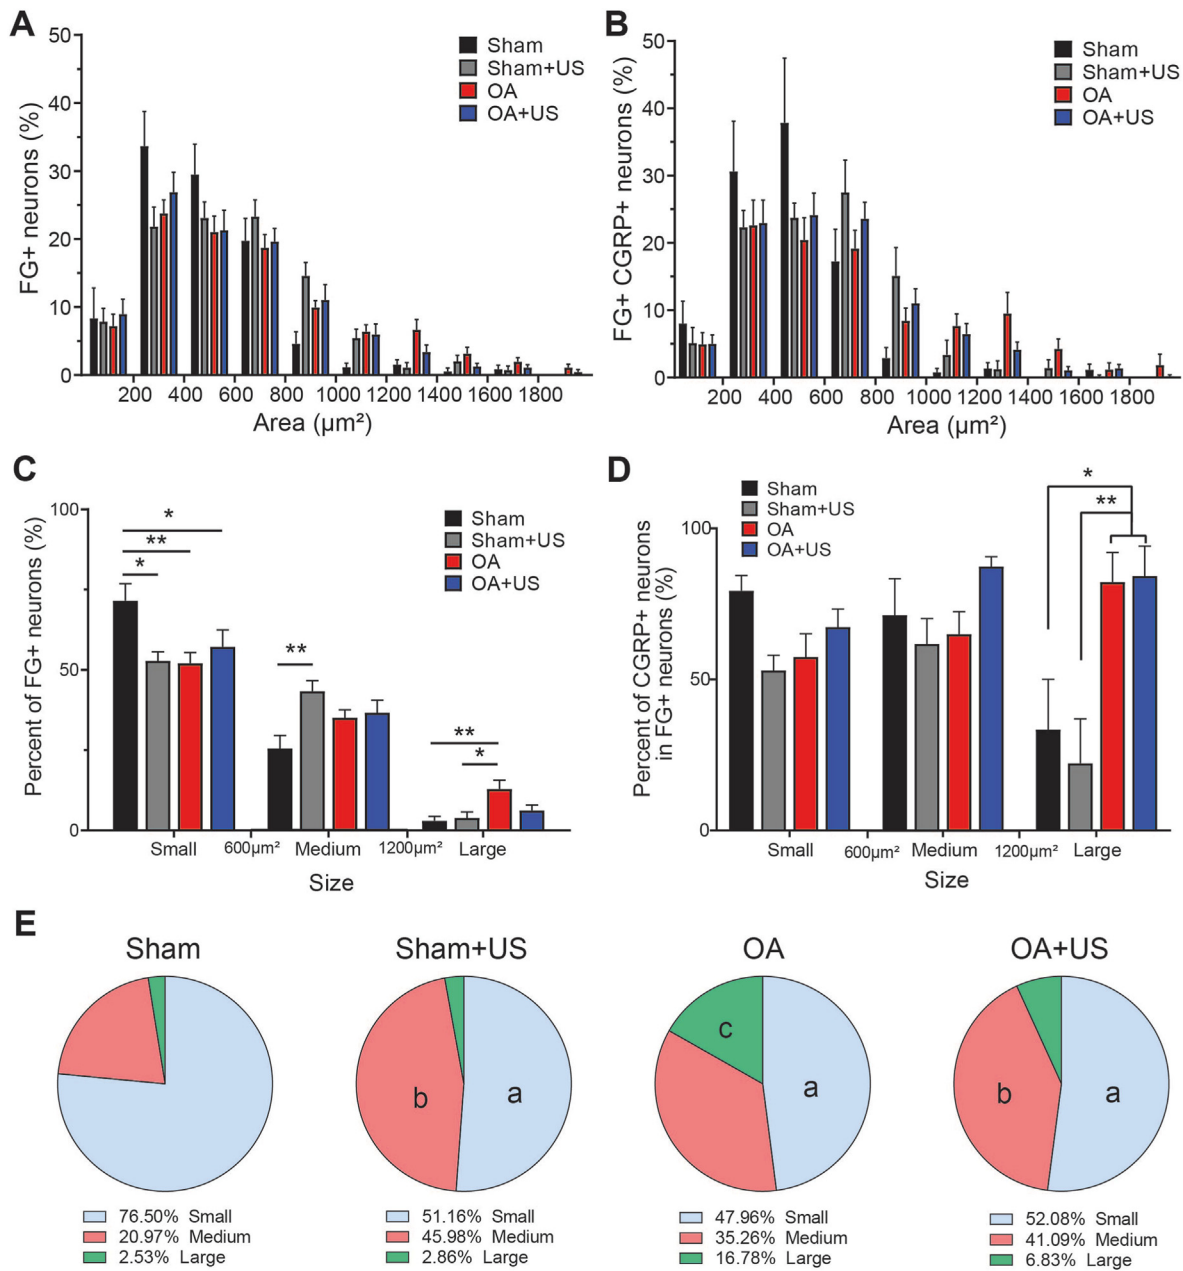 A
FG+ neurons (%)
50
40
30
20
10
0
Sham
Sham+US
OA
OA+US
200 400 600 800 1000 1200 1400 1600 1800
Area (µm²)
B
FG+ CGRP+ neurons (%)
50
40
30
20
10
0
Sham
Sham+US
OA
OA+US
200 400 600 800 1000 1200 1400 1600 1800
Area (µm²)
C
Percent of FG+ neurons (%)
100
50
0
Sham
Sham+US
OA
OA+US
*
**
*
**
**
*
Small 600µm² Medium 1200µm² Large
Size
D
Percent of CGRP+ neurons
in FG+ neurons (%)
100
50
0
Sham
Sham+US
OA
OA+US
*
**
Small 600µm² Medium 1200µm² Large
Size
E
Sham
76.50% Small
20.97% Medium
2.53% Large
Sham+US
b a
51.16% Small
45.98% Medium
2.86% Large
OA
c
a
47.96% Small
35.26% Medium
16.78% Large
OA+US
b a
52.08% Small
41.09% Medium
6.83% Large